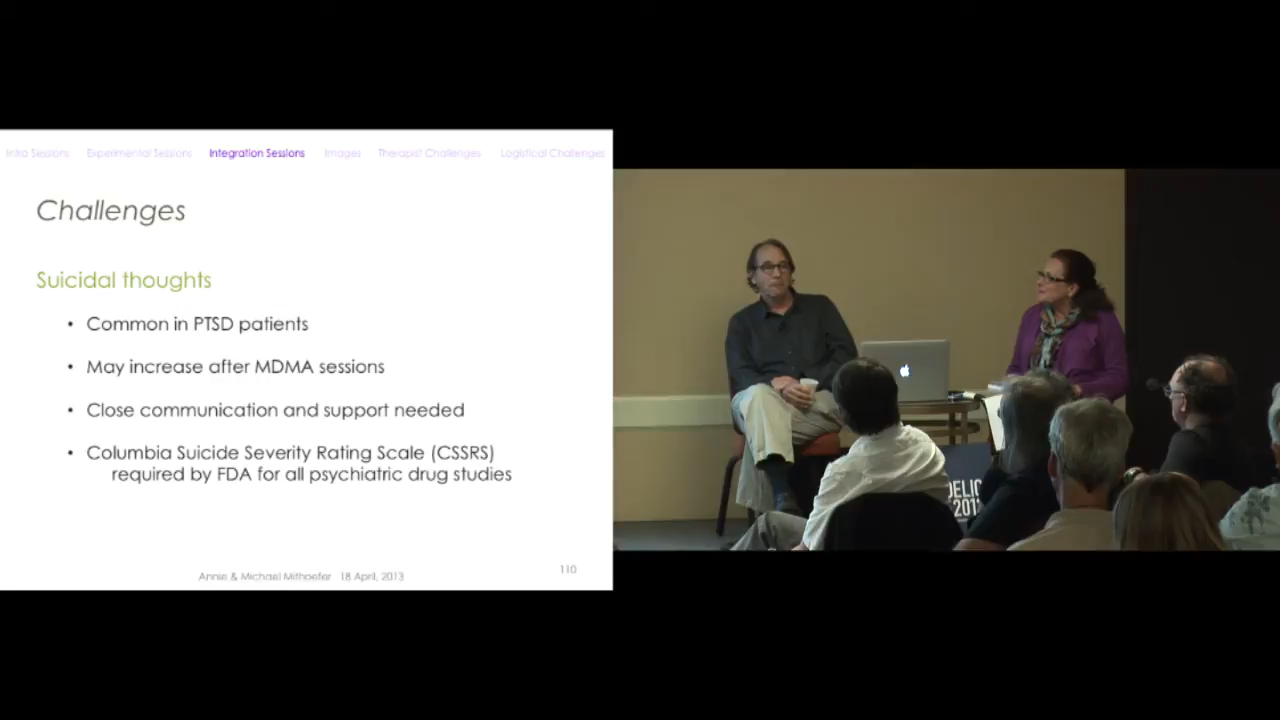 Intro Sessions Experimental Sessions Integration Sessions Images Therapist Challenges Logistical Challenges
Challenges
Suicidal thoughts
• Common in PTSD patients
• May increase after MDMA sessions
• Close communication and support needed
• Columbia Suicide Severity Rating Scale (CSSRS)
required by FDA for all psychiatric drug studies
Annie & Michael Mithoefer 18 April, 2013
110